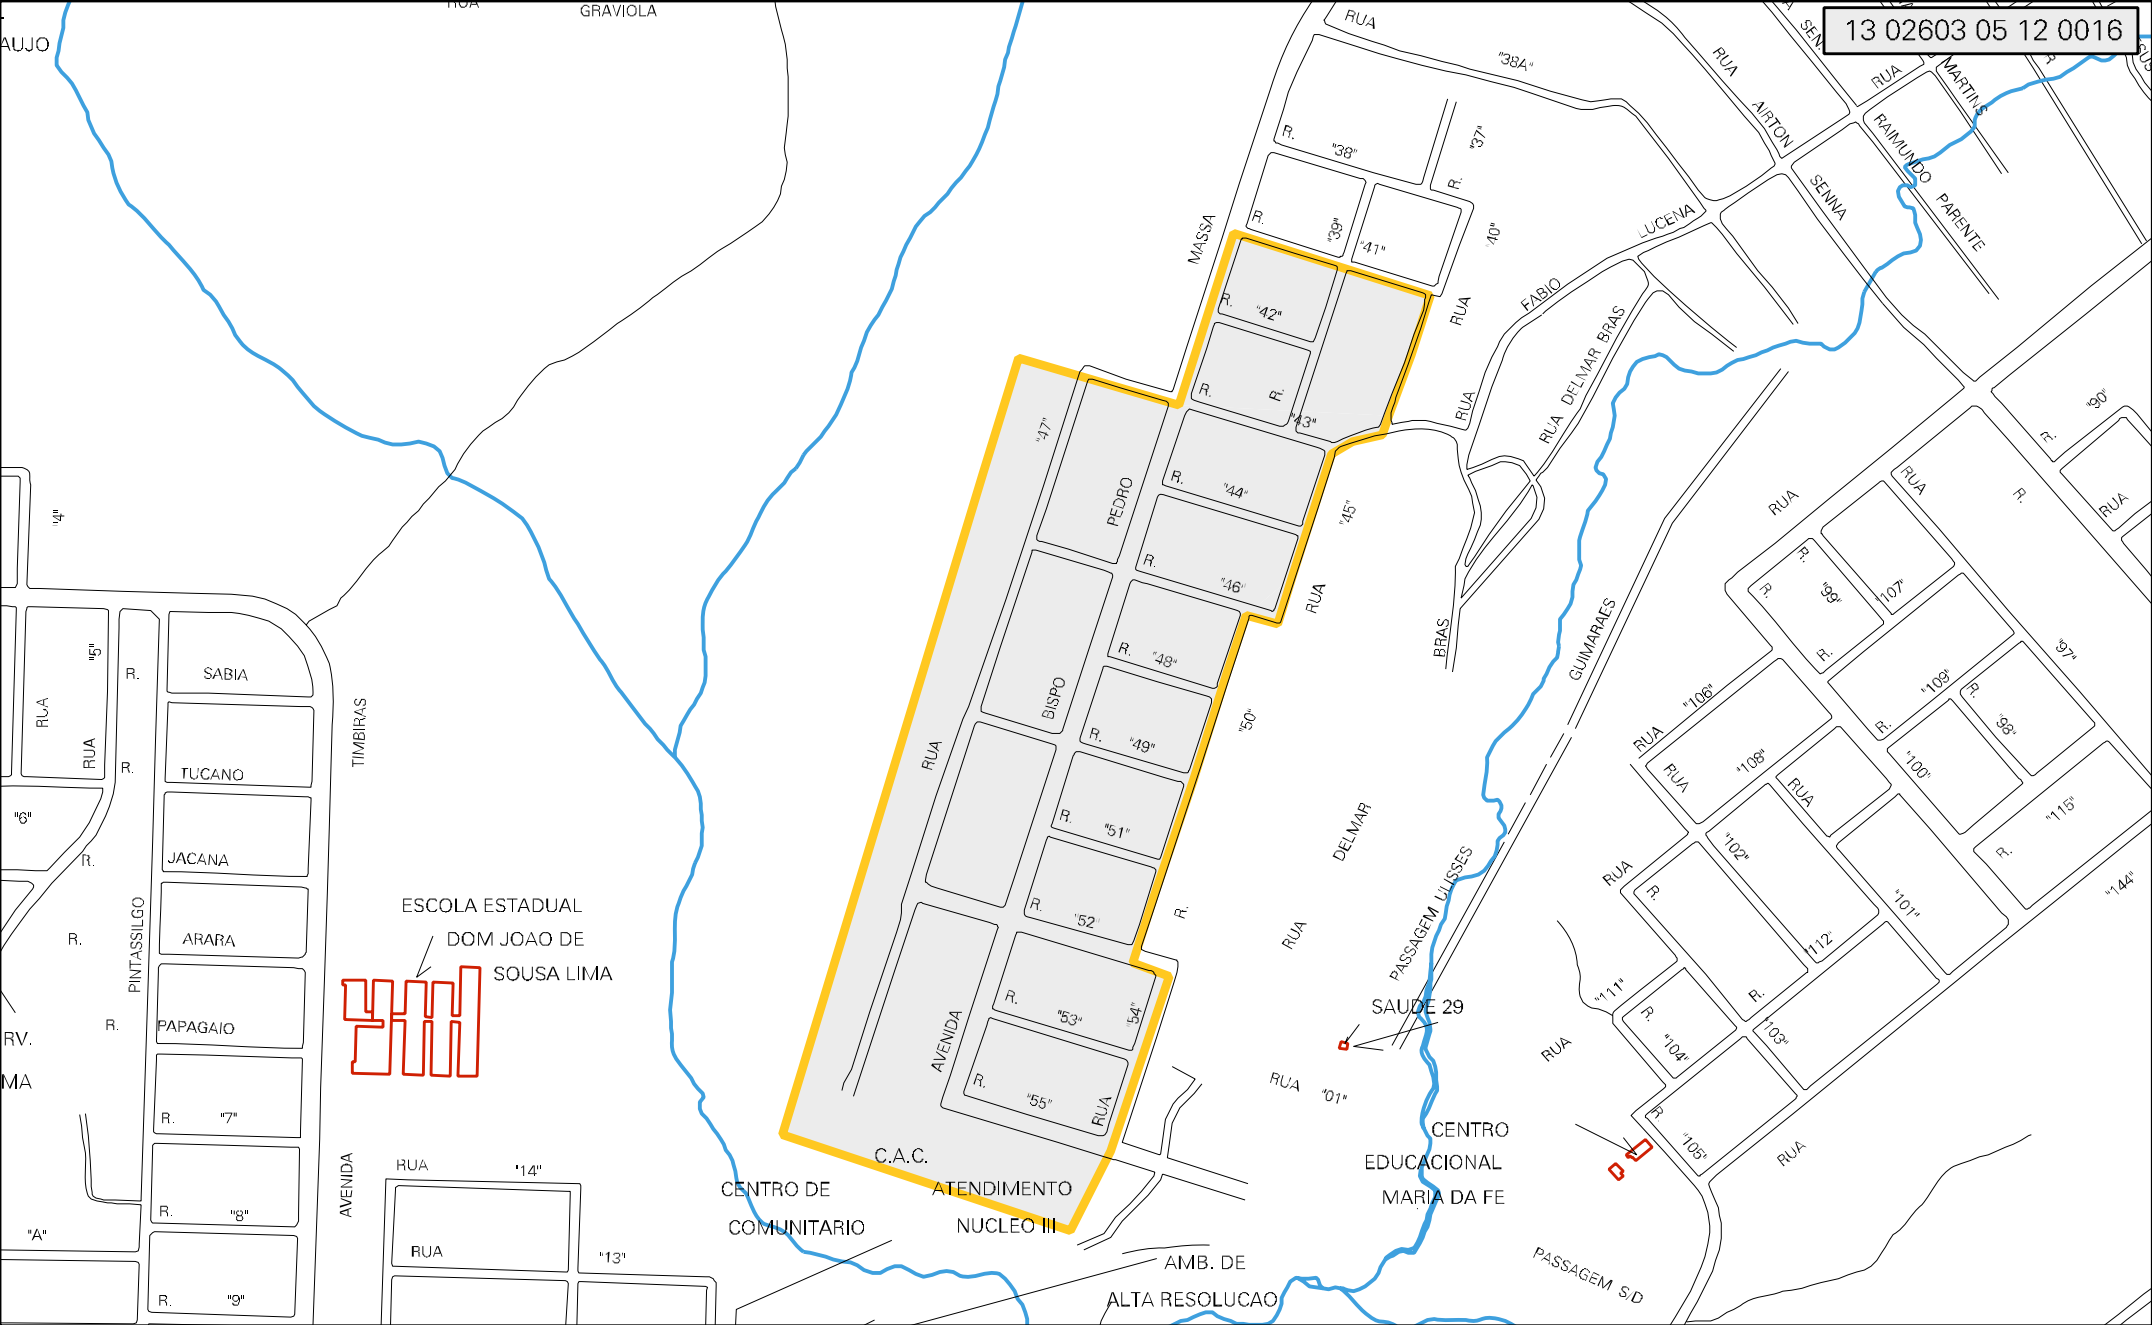 GRAVIOLA
AUJO
13 02603 05 12 0016
RUA
"38A"
RUA
AIRTON
SENNA
RUA
MARTINS
RAIMUNDO
PARENTE
R.
"38"
"37"
R.
R.
"39"
"41"
"40"
RUA
MASSA
LUCENA
FABIO
RUA
RUA DELMAR BRAS
BRAS
R.
"42"
R.
R.
"43"
"47"
PEDRO
R.
"44"
"45"
RUA
R.
"46"
R.
"48"
BISPO
R.
"49"
"50"
R.
RUA
R.
"51"
R.
"52"
R.
"53"
"54"
RUA
AVENIDA
R.
"55"
C.A.C.
CENTRO DE
ATENDIMENTO
COMUNITARIO
NUCLEO III
AMB. DE
ALTA RESOLUCAO
"4"
"5"
RUA
RUA
R.
SABIA
R.
TUCANO
TIMBIRAS
"6"
R.
JACANA
PINTASSILGO
R.
ARARA
R.
PAPAGAIO
RV.
MA
R.
"7"
R.
"8"
"A"
R.
"9"
AVENIDA
RUA
"14"
RUA
"13"
ESCOLA ESTADUAL
DOM JOAO DE
SOUSA LIMA
DELMAR
RUA
PASSAGEM ULISSES
GUIMARAES
SAUDE 29
RUA
"01"
CENTRO
EDUCACIONAL
MARIA DA FE
PASSAGEM S/D
RUA
"90"
R.
RUA
RUA
R.
RUA
R.
R.
"99"
"107"
R.
"97"
"106"
RUA
"109"
R.
R.
"98"
"108"
RUA
RUA
"100"
"115"
R.
"102"
RUA
R.
"101"
"144"
"112"
R.
"111"
R.
"103"
"104"
RUA
R.
"105"
RUA